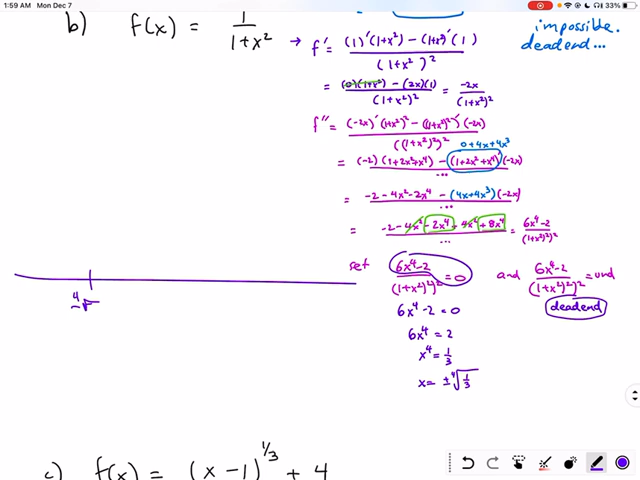 1:59 AM Mon Dec 7
33%
b) f(x) = 1/(1+x²)
impossible.
deadend...
→ f' = ((1)'(1+x²) - (1+x²)'(1))/(1+x²)²
= ((0)(1+x²) - (2x)(1))/(1+x²)² = -2x/(1+x²)²
f'' = ((-2x)'(1+x²)² - ((1+x²)²)'(-2x))/((1+x²)²)²
0+4x+4x³
= ((-2)(1+2x²+x⁴) - (1+2x²+x⁴)'(-2x))/...
= (-2-4x²-2x⁴ - (4x+4x³)(-2x))/...
= (-2-4x²-2x⁴-4x²+8x⁴)/... = (6x⁴-2)/((1+x²)²)²
set (6x⁴-2)/((1+x²)²)² = 0 and (6x⁴-2)/((1+x²)²)² = und
deadend
6x⁴-2 = 0
6x⁴ = 2
x⁴ = 1/3
x = ±⁴√(1/3)
-⁴√
c) f(x) = (x-1)^(1/3) + 4